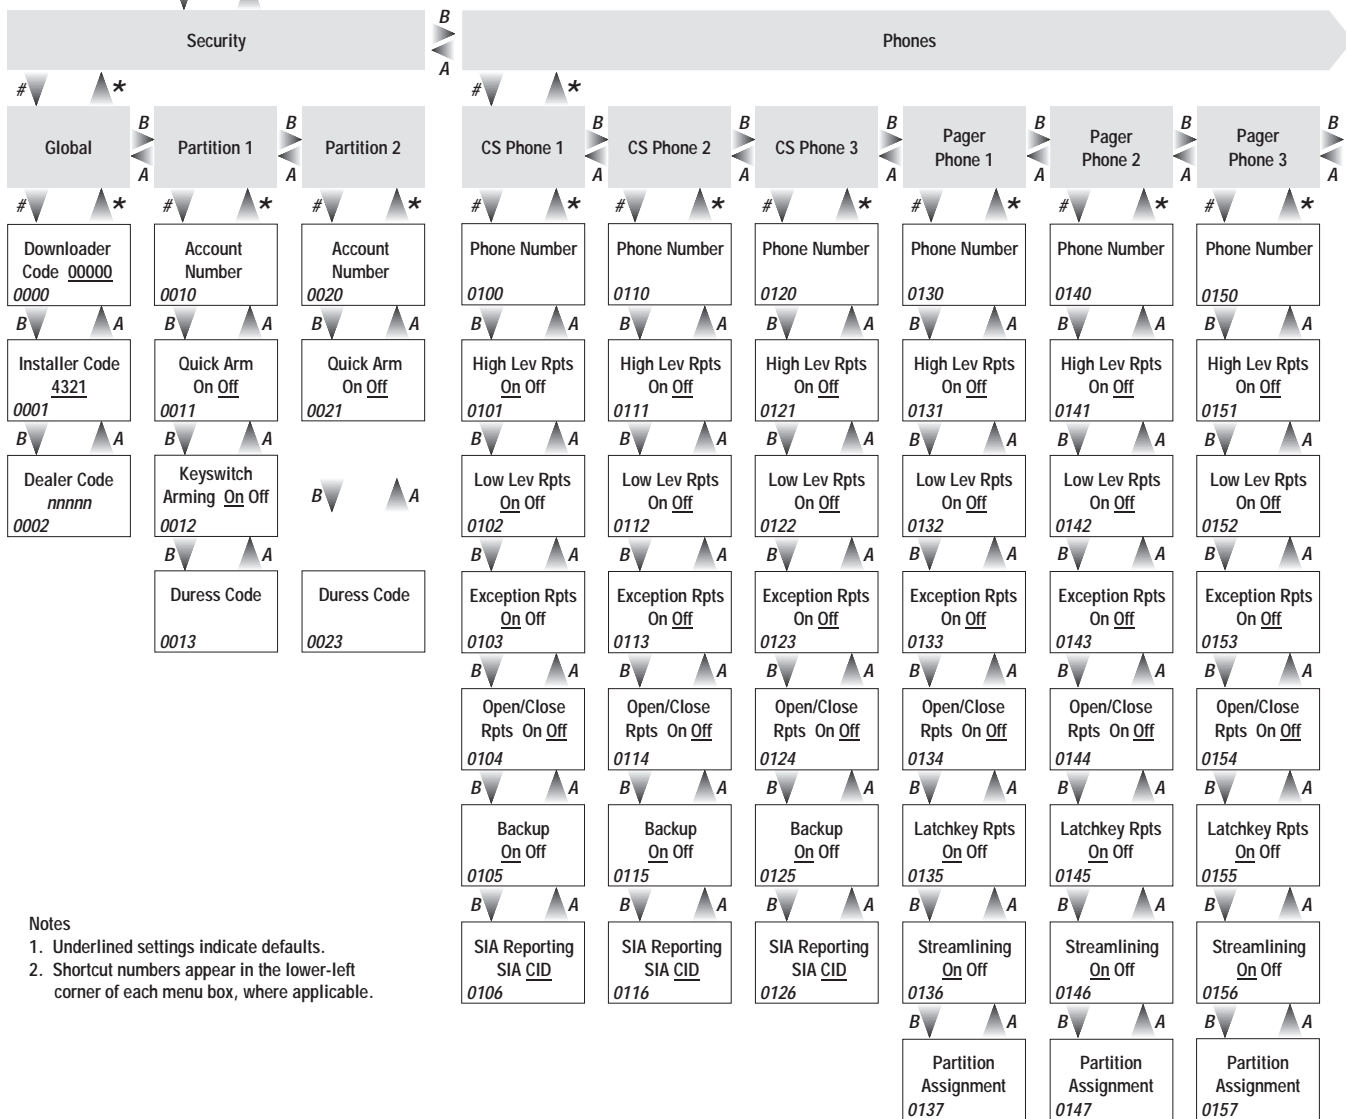 B
Security
Phones
A
# * # *
B B B B B B B B
Global Partition 1 Partition 2 CS Phone 1 CS Phone 2 CS Phone 3 Pager Phone 1 Pager Phone 2 Pager Phone 3
A A A A A A A A
# * # * # * # * # * # * # * # * # *
Downloader Code 00000 Account Number Account Number Phone Number Phone Number Phone Number Phone Number Phone Number Phone Number
0000 0010 0020 0100 0110 0120 0130 0140 0150
B A B A B A B A B A B A B A B A B A
Installer Code 4321 Quick Arm On Off Quick Arm On Off High Lev Rpts On Off High Lev Rpts On Off High Lev Rpts On Off High Lev Rpts On Off High Lev Rpts On Off High Lev Rpts On Off
0001 0011 0021 0101 0111 0121 0131 0141 0151
B A B A B A B A B A B A B A B A
Dealer Code nnnnn Keyswitch Arming On Off B A Low Lev Rpts On Off Low Lev Rpts On Off Low Lev Rpts On Off Low Lev Rpts On Off Low Lev Rpts On Off Low Lev Rpts On Off
0002 0012 0102 0112 0122 0132 0142 0152
B A B A B A B A B A B A B A
Duress Code Duress Code Exception Rpts On Off Exception Rpts On Off Exception Rpts On Off Exception Rpts On Off Exception Rpts On Off Exception Rpts On Off
0013 0023 0103 0113 0123 0133 0143 0153
B A B A B A B A B A B A
Open/Close Rpts On Off Open/Close Rpts On Off Open/Close Rpts On Off Open/Close Rpts On Off Open/Close Rpts On Off Open/Close Rpts On Off
0104 0114 0124 0134 0144 0154
B A B A B A B A B A B A
Backup On Off Backup On Off Backup On Off Latchkey Rpts On Off Latchkey Rpts On Off Latchkey Rpts On Off
0105 0115 0125 0135 0145 0155
B A B A B A B A B A B A
SIA Reporting SIA CID SIA Reporting SIA CID SIA Reporting SIA CID Streamlining On Off Streamlining On Off Streamlining On Off
0106 0116 0126 0136 0146 0156
B A B A B A
Partition Assignment Partition Assignment Partition Assignment
0137 0147 0157
Notes
1. Underlined settings indicate defaults.
2. Shortcut numbers appear in the lower-left
corner of each menu box, where applicable.